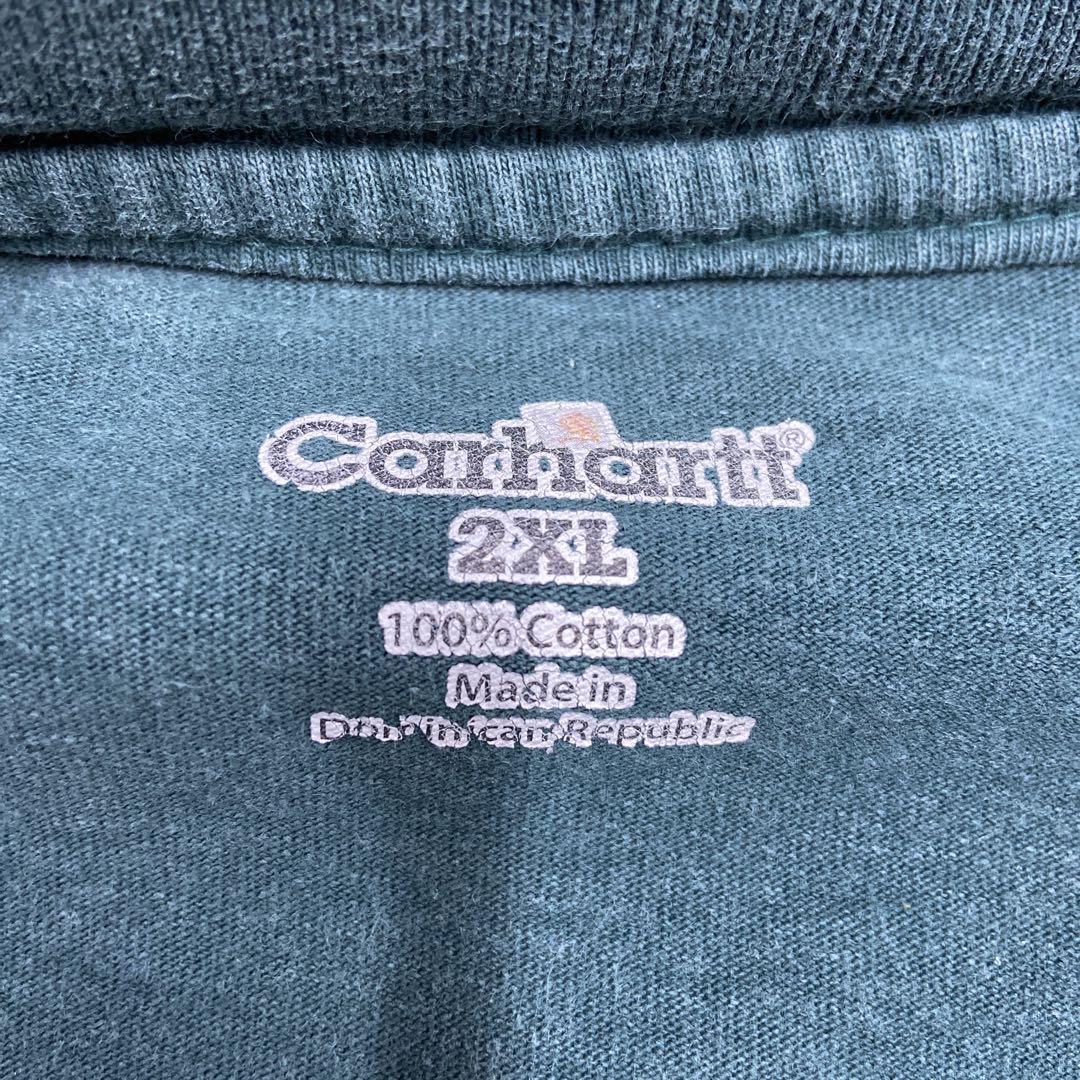 Carhartt®
2XL
100% Cotton
Made in
Dominican Republic